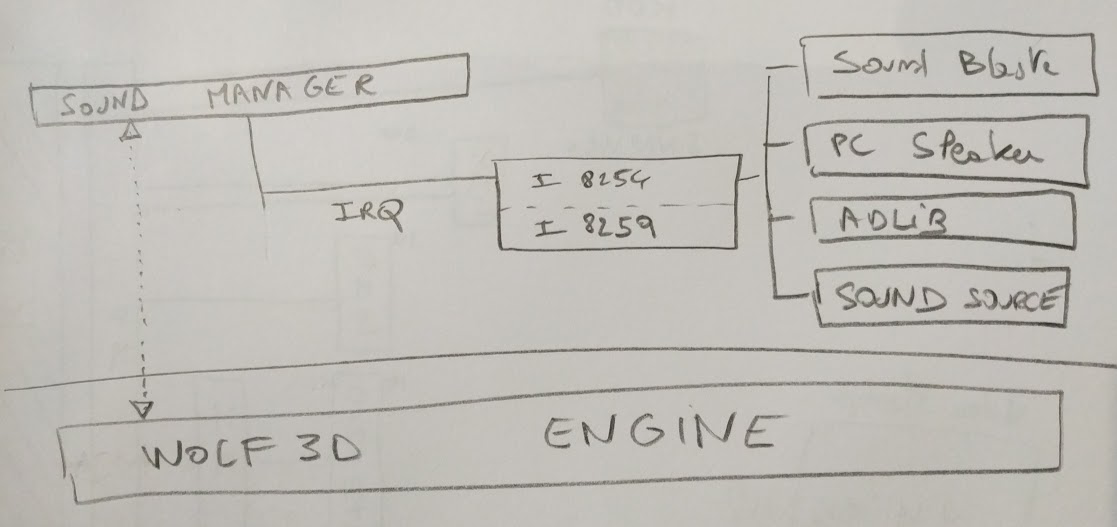 SOUND MANAGER
IRQ
I 8254
I 8259
Sound Blaster
PC Speaker
ADLIB
SOUND SOURCE
WOLF 3D ENGINE